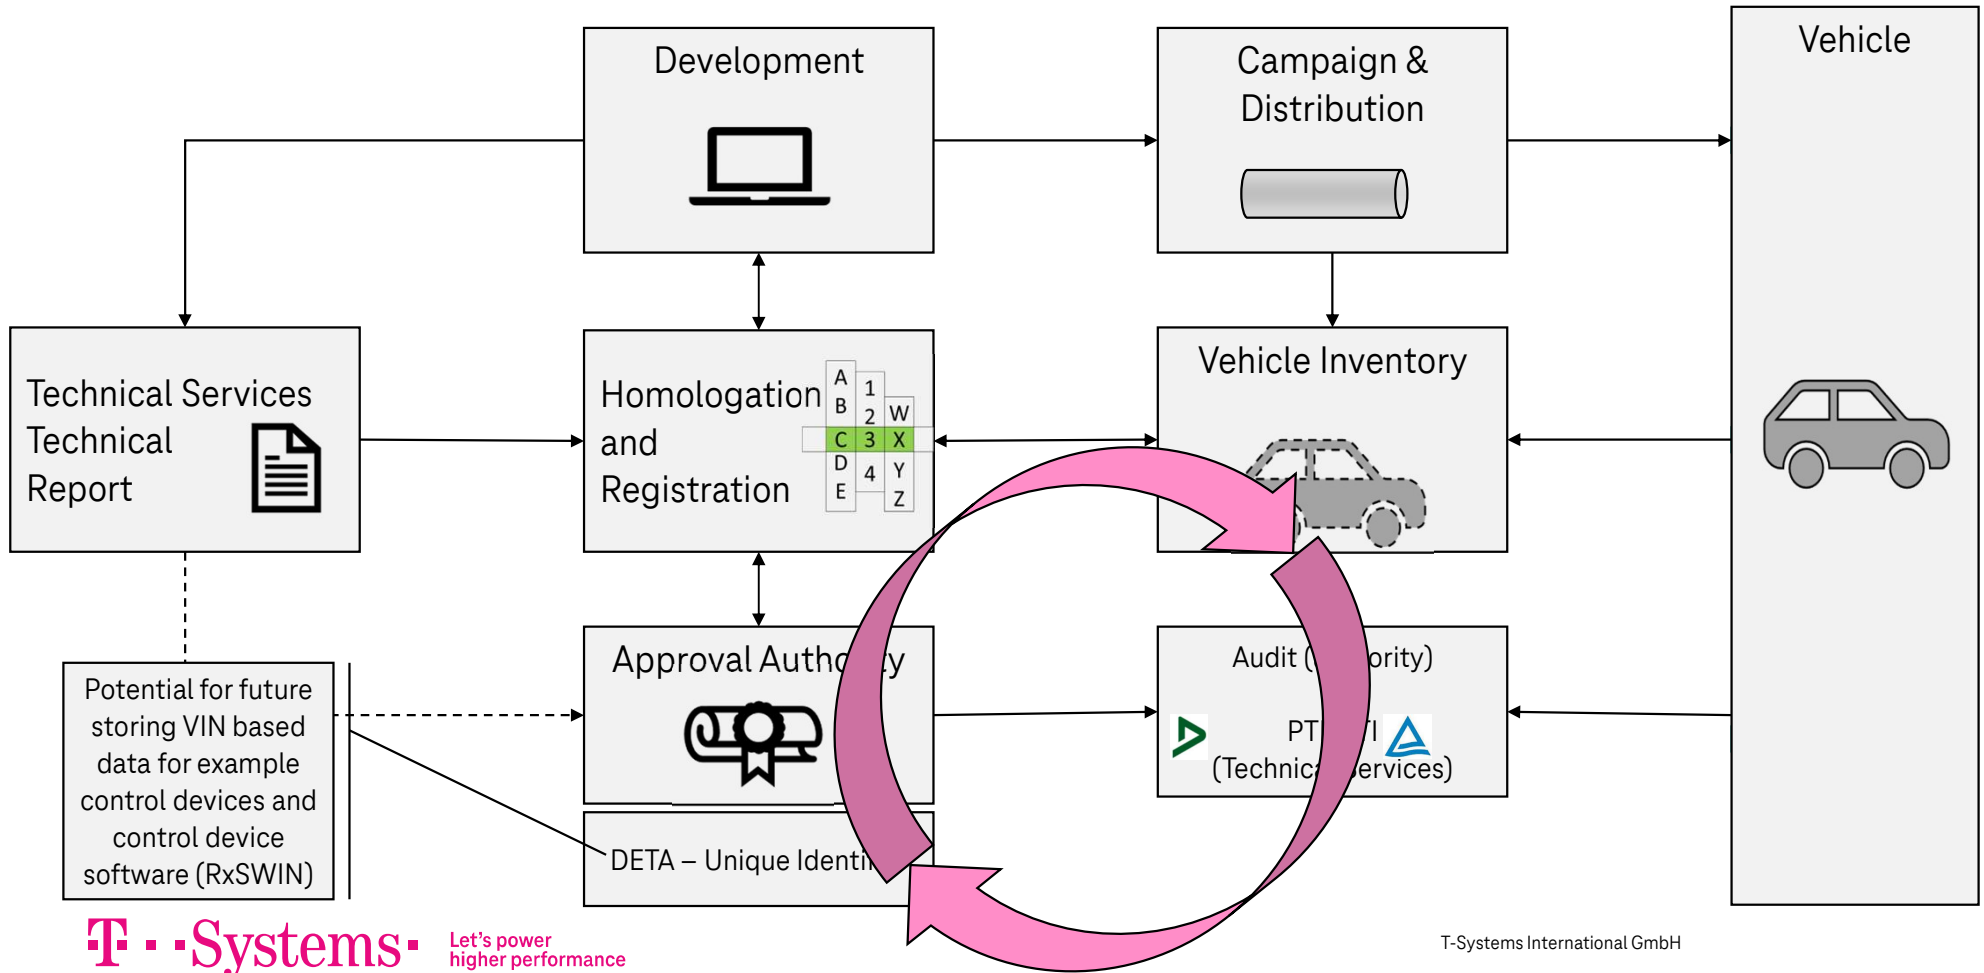 Development
Campaign &
Distribution
Vehicle
Technical Services
Technical
Report
Homologation
and
Registration
A
B
C
D
E
1
2
3
4
W
X
Y
Z
Vehicle Inventory
Approval Autho y
Audit ( ority)
PT TI
(Technica ervices)
Potential for future
storing VIN based
data for example
control devices and
control device
software (RxSWIN)
DETA – Unique Identi
T · · Systems ·
Let's power
higher performance
T-Systems International GmbH